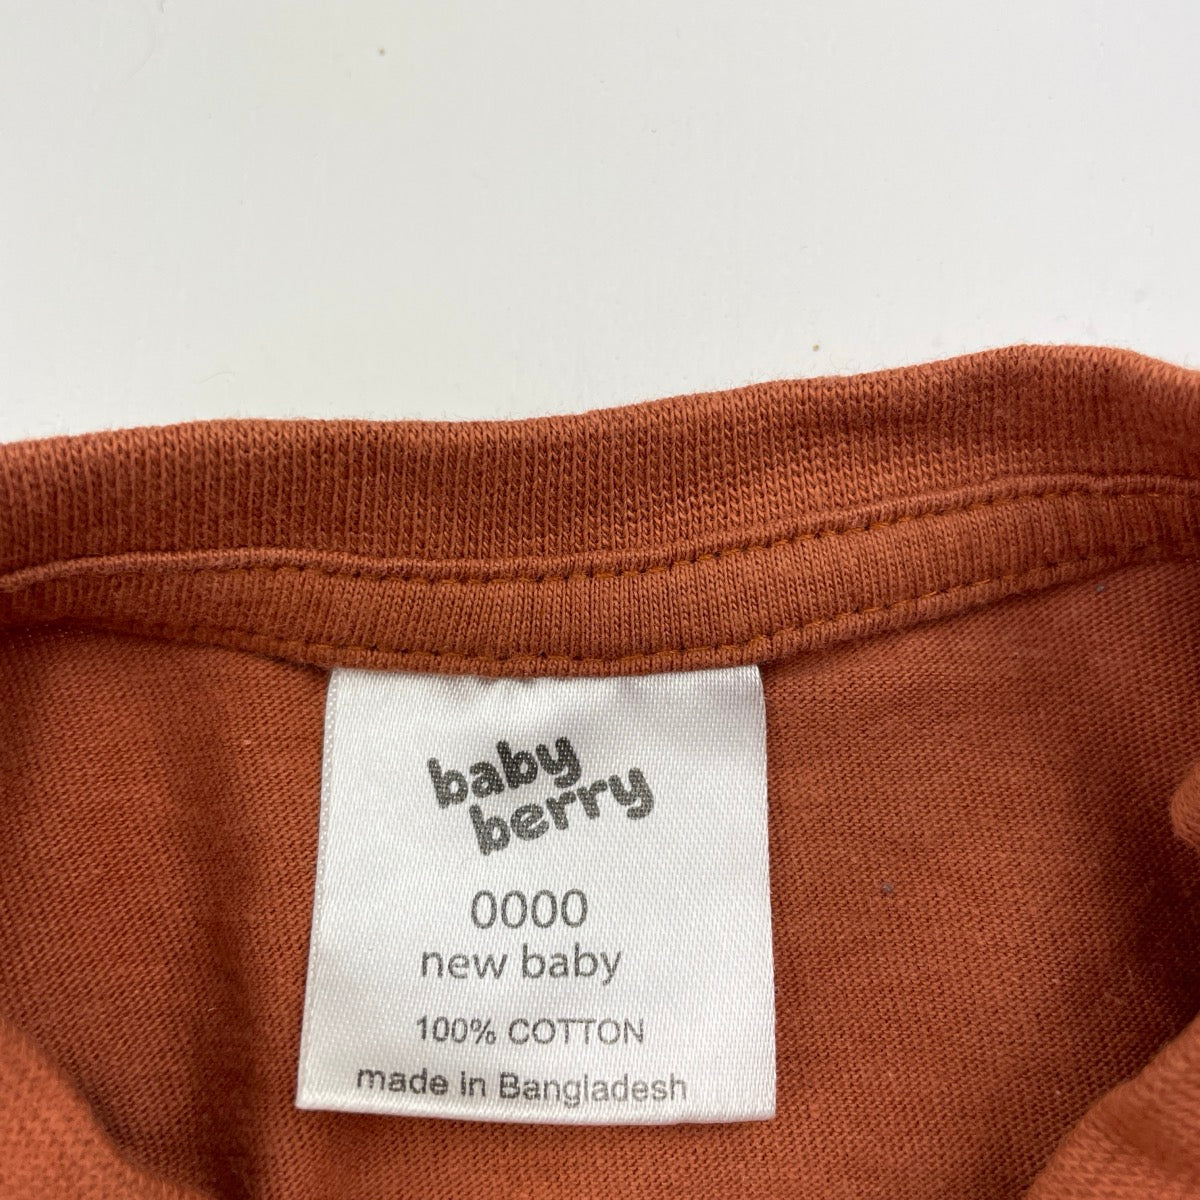 baby
berry
0000
new baby
100% COTTON
made in Bangladesh